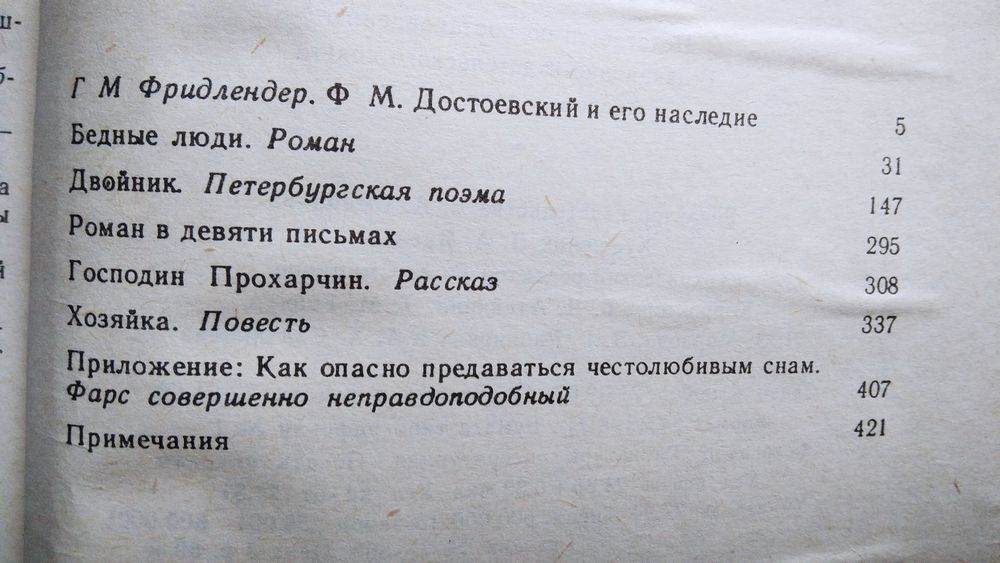 Г М Фридлендер. Ф М. Достоевский и его наследие 5
Бедные люди. Роман 31
Двойник. Петербургская поэма 147
Роман в девяти письмах 295
Господин Прохарчин. Рассказ 308
Хозяйка. Повесть 337
Приложение: Как опасно предаваться честолюбивым снам.
Фарс совершенно неправдоподобный 407
Примечания 421